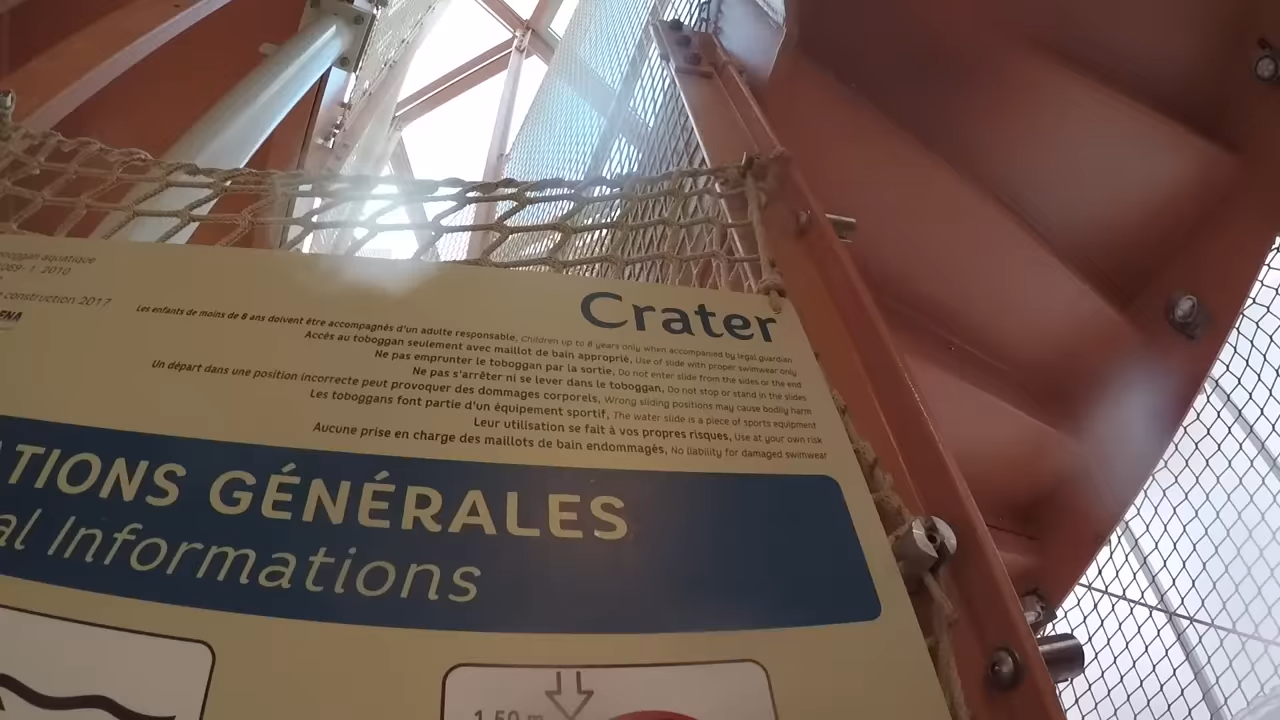 toboggan aquatique
1069- 1 2010
construction 2017
Crater
Les enfants de moins de 8 ans doivent être accompagnés d'un adulte responsable, Children up to 8 years only when accompanied by legal guardian
Accès au toboggan seulement avec maillot de bain approprié, Use of slide with proper swimwear only
Ne pas emprunter le toboggan par la sortie, Do not enter slide from the sides or the end
Ne pas s'arrêter ni se lever dans le toboggan, Do not stop or stand in the slides
Un départ dans une position incorrecte peut provoquer des dommages corporels, Wrong sliding positions may cause bodily harm
Les toboggans font partie d'un équipement sportif, The water slide is a piece of sports equipment
Leur utilisation se fait à vos propres risques, Use at your own risk
Aucune prise en charge des maillots de bain endommagés, No liability for damaged swimwear
TIONS GÉNÉRALES
al Informations
1.50 m